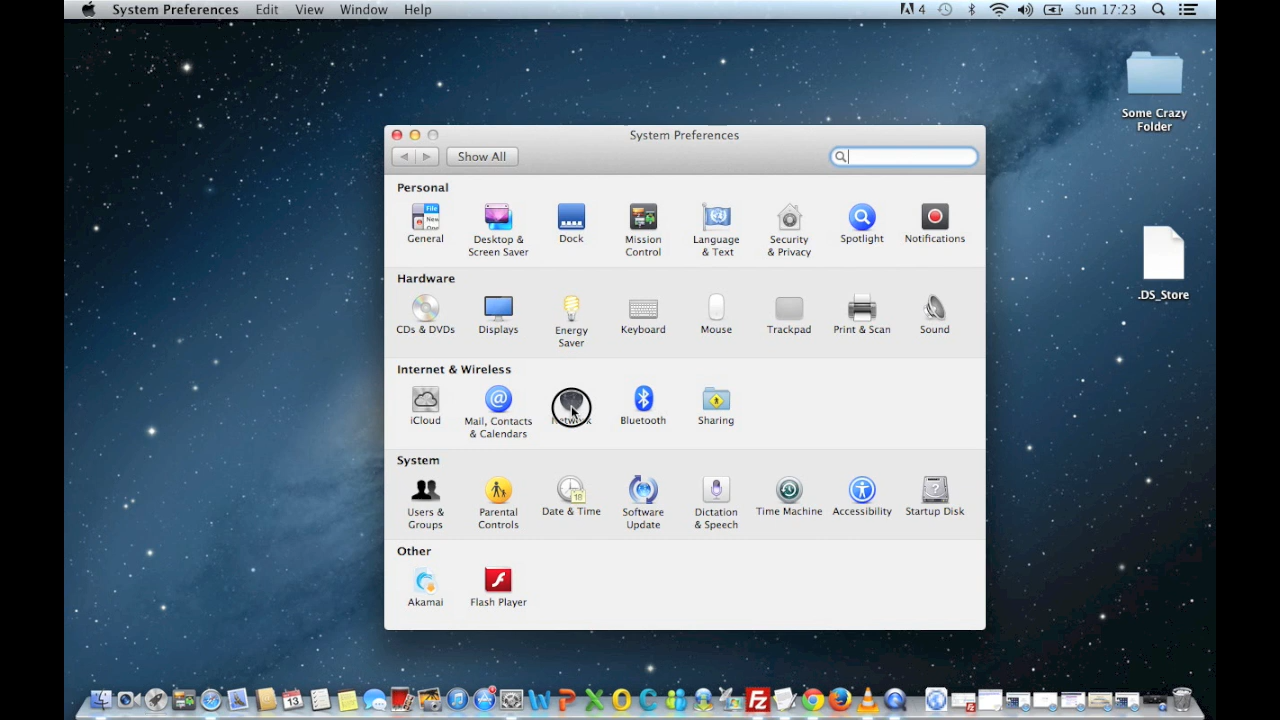 System Preferences Edit View Window Help 4 Sun 17:23
Some Crazy
Folder
.DS_Store
System Preferences
Show All
Personal
General
Desktop &
Screen Saver
Dock
Mission
Control
Language
& Text
Security
& Privacy
Spotlight
Notifications
Hardware
CDs & DVDs
Displays
Energy
Saver
Keyboard
Mouse
Trackpad
Print & Scan
Sound
Internet & Wireless
iCloud
Mail, Contacts
& Calendars
Network
Bluetooth
Sharing
System
Users &
Groups
Parental
Controls
Date & Time
Software
Update
Dictation
& Speech
Time Machine
Accessibility
Startup Disk
Other
Akamai
Flash Player